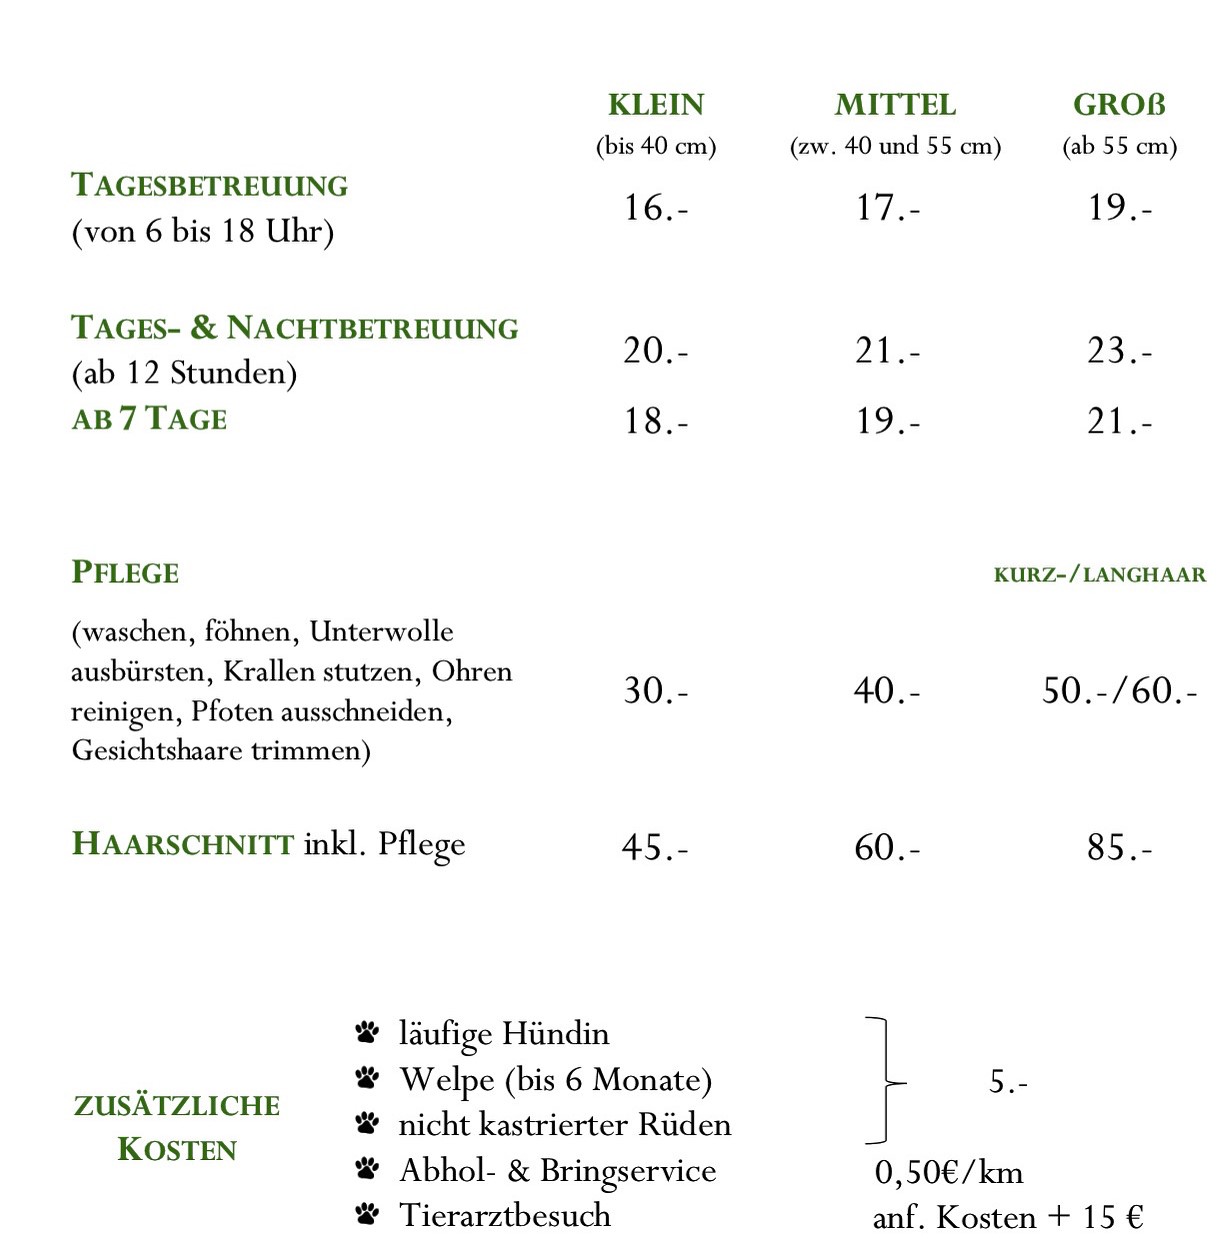 KLEIN MITTEL GROß
(bis 40 cm) (zw. 40 und 55 cm) (ab 55 cm)
TAGESBETREUUNG
16.- 17.- 19.-
(von 6 bis 18 Uhr)
TAGES- & NACHTBETREUUNG
20.- 21.- 23.-
(ab 12 Stunden)
AB 7 TAGE 18.- 19.- 21.-
PFLEGE KURZ-/LANGHAAR
(waschen, föhnen, Unterwolle
ausbürsten, Krallen stutzen, Ohren
30.- 40.- 50.-/60.-
reinigen, Pfoten ausschneiden,
Gesichtshaare trimmen)
HAARSCHNITT inkl. Pflege 45.- 60.- 85.-
ZUSÄTZLICHE
KOSTEN
läufige Hündin
Welpe (bis 6 Monate) 5.-
nicht kastrierter Rüden
Abhol- & Bringservice 0,50€/km
Tierarztbesuch anf. Kosten + 15 €